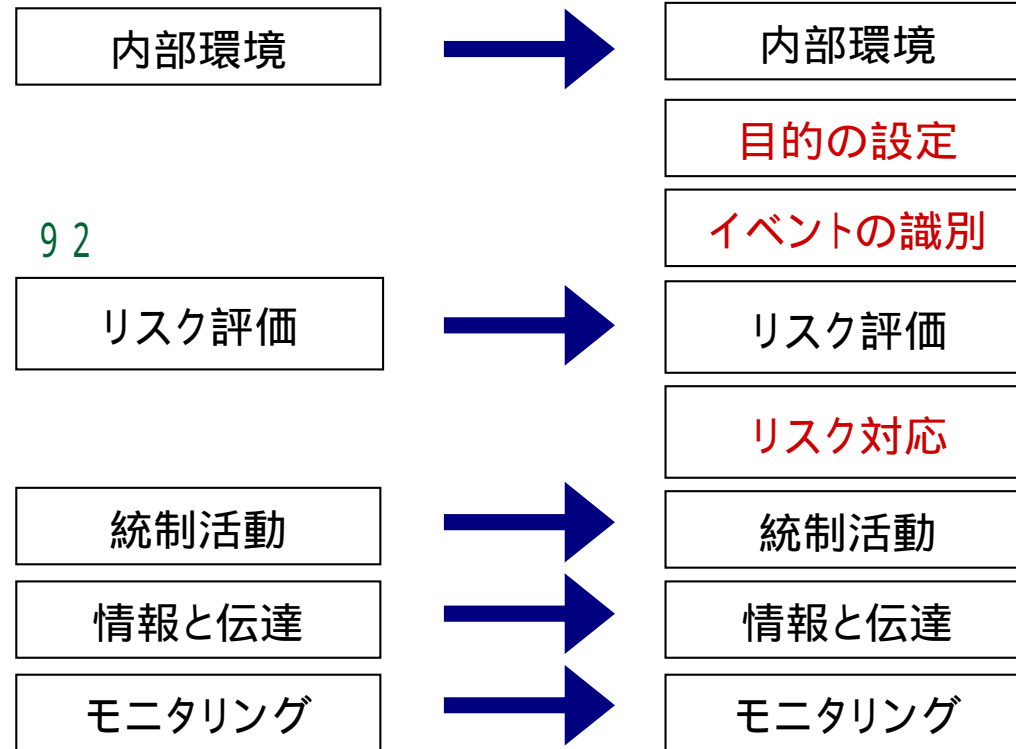 内部環境
内部環境
目的の設定
イベントの識別
９２
リスク評価
リスク評価
リスク対応
統制活動
統制活動
情報と伝達
情報と伝達
モニタリング
モニタリング